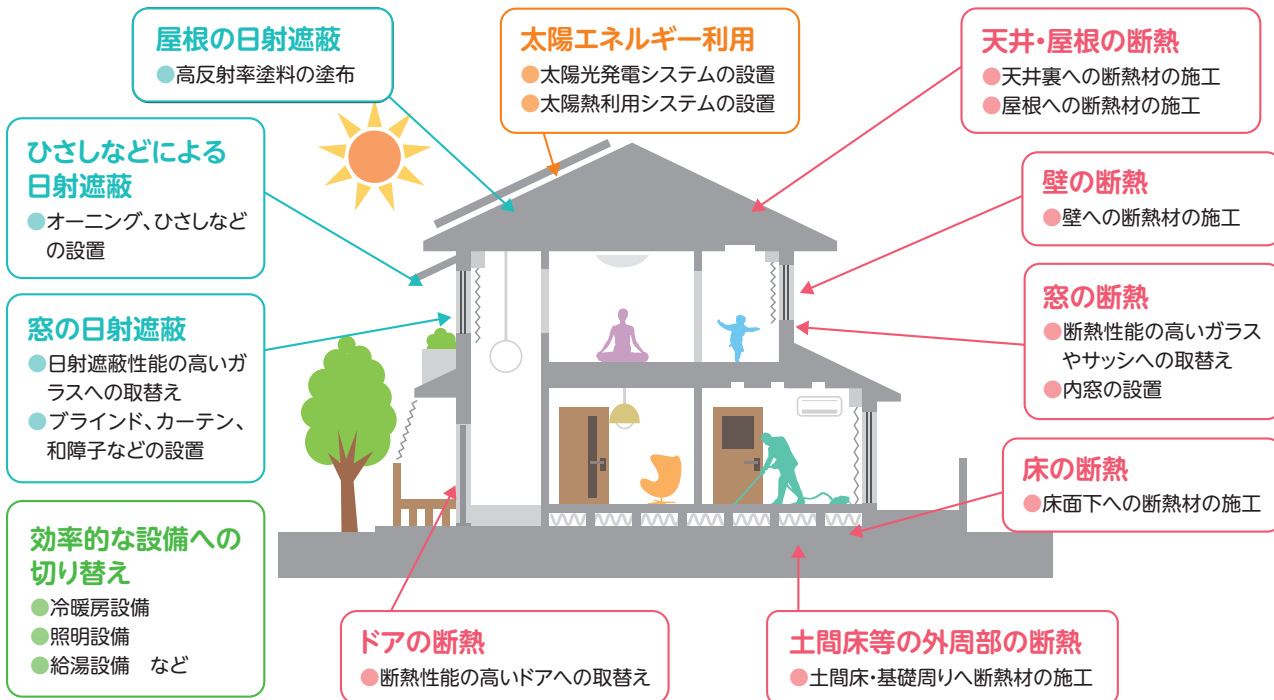 屋根の日射遮蔽
●高反射率塗料の塗布
太陽エネルギー利用
●太陽光発電システムの設置
●太陽熱利用システムの設置
天井・屋根の断熱
●天井裏への断熱材の施工
●屋根への断熱材の施工
ひさしなどによる
日射遮蔽
●オーニング、ひさしなど
の設置
壁の断熱
●壁への断熱材の施工
窓の日射遮蔽
●日射遮蔽性能の高いガ
ラスへの取替え
●ブラインド、カーテン、
和障子などの設置
窓の断熱
●断熱性能の高いガラス
やサッシへの取替え
●内窓の設置
床の断熱
●床面下への断熱材の施工
効率的な設備への
切り替え
●冷暖房設備
●照明設備
●給湯設備　など
ドアの断熱
●断熱性能の高いドアへの取替え
土間床等の外周部の断熱
●土間床・基礎周りへ断熱材の施工